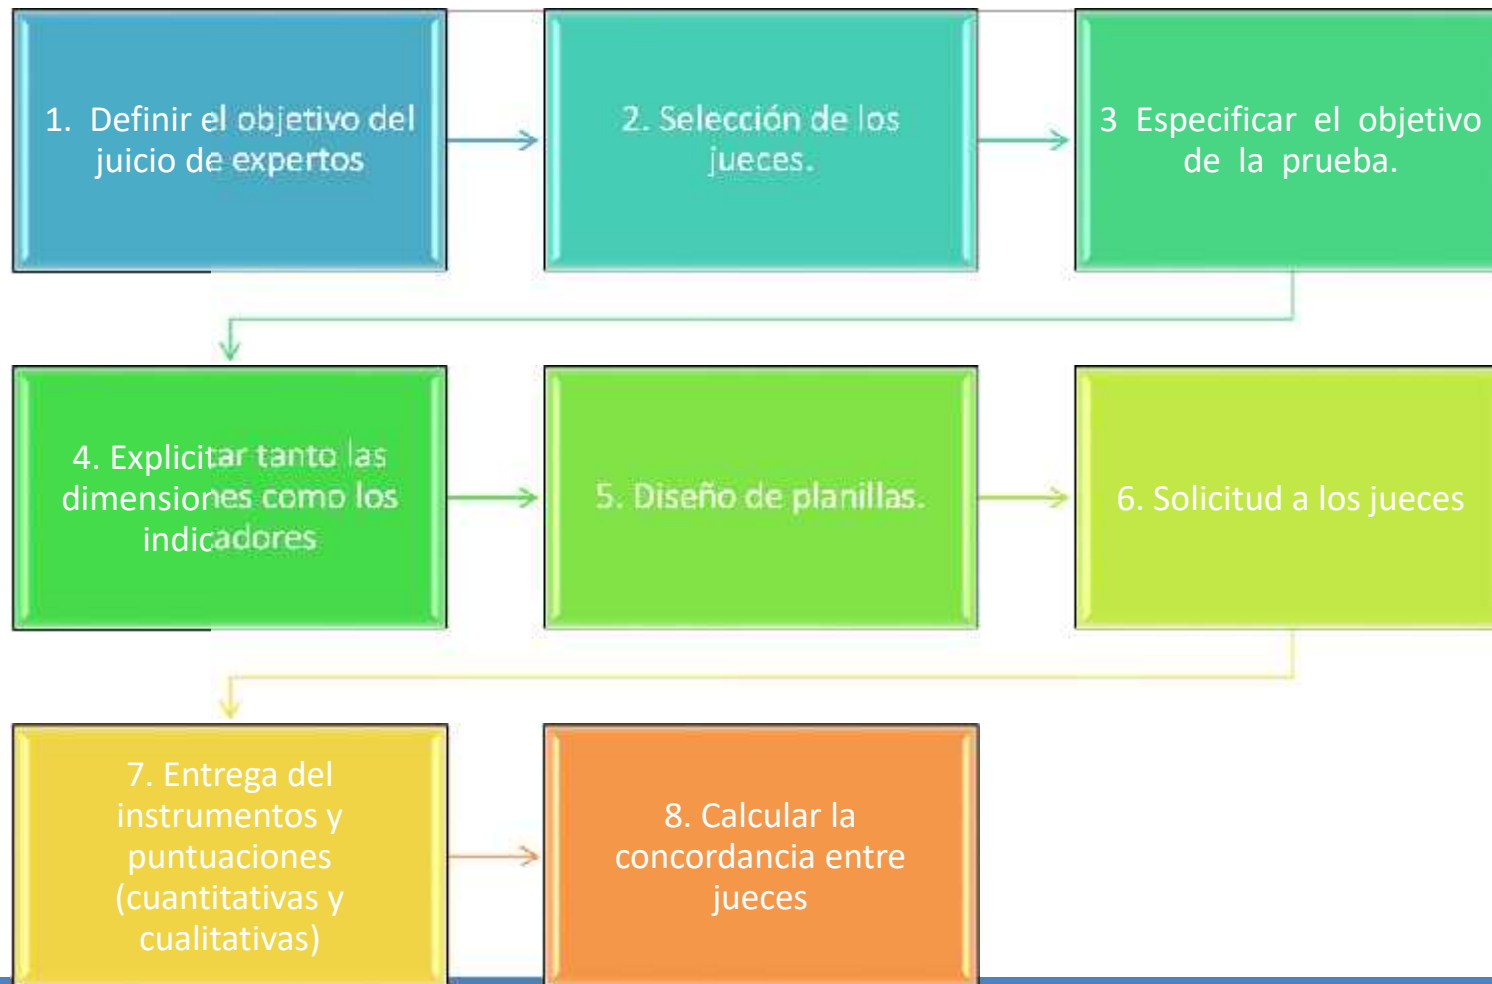 1. Definir el objetivo del
juicio de expertos
2. Selección de los
jueces.
3 Especificar el objetivo
de la prueba.
4. Explicitar tanto las
dimensiones como los
indicadores
5. Diseño de planillas.
6. Solicitud a los jueces
7. Entrega del
instrumentos y
puntuaciones
(cuantitativas y
cualitativas)
8. Calcular la
concordancia entre
jueces